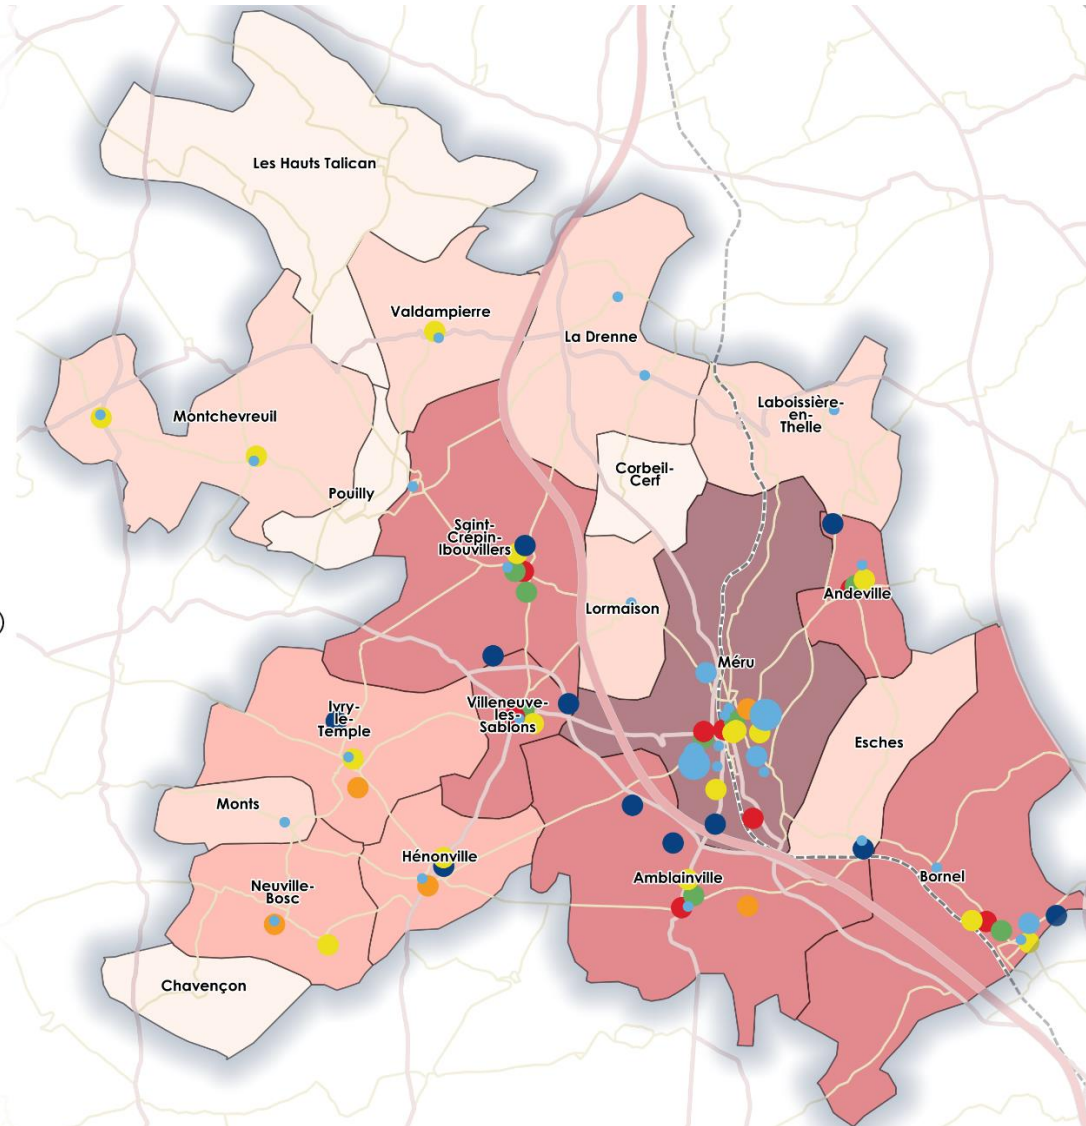 Les Hauts Talican
Valdampierre
La Drenne
Laboissière-
en-
Thelle
Montchevreuil
Corbeil-
Cerf
Pouilly
Saint-
Crépin-
Ibouvillers
Andeville
Lormaison
Méru
Villeneuve-
les-
Sablons
Ivry-
le-
Temple
Esches
Monts
Hénonville
Amblainville
Bornel
Neuville-
Bosc
Chavençon